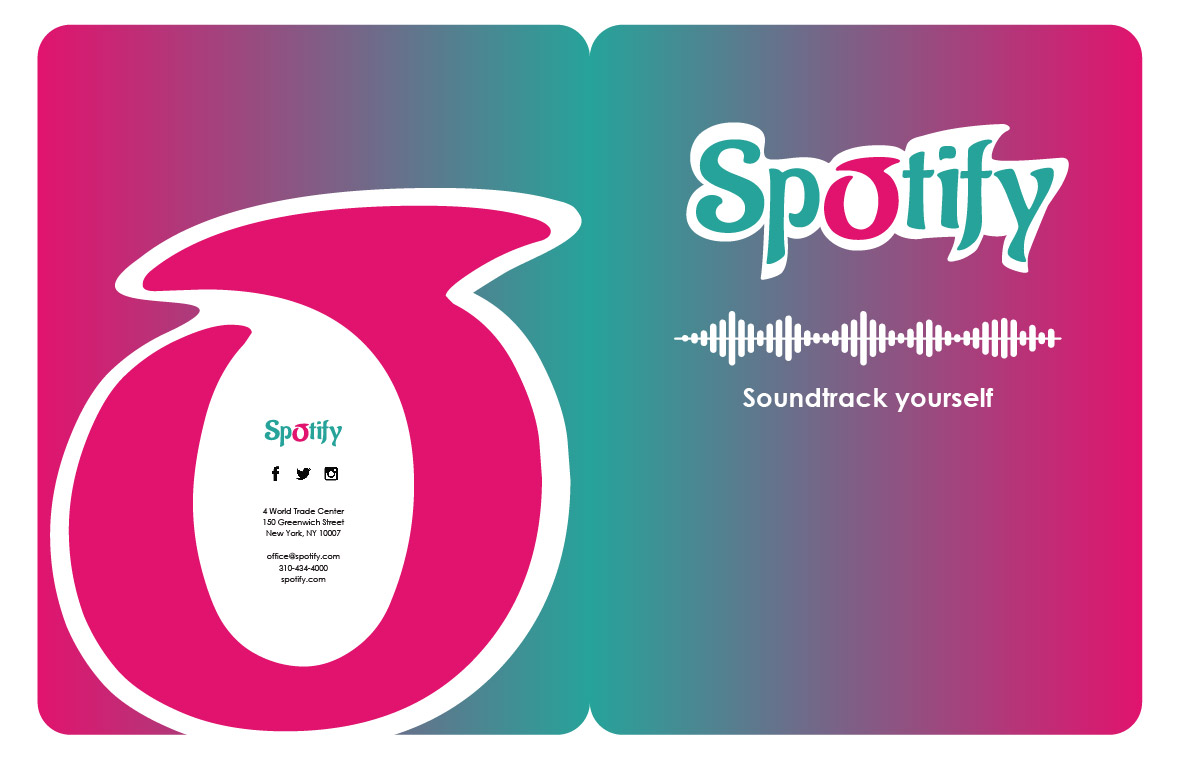 Spotify
4 World Trade Center
150 Greenwich Street
New York, NY 10007
office@spotify.com
310-434-4000
spotify.com
Spotify
Soundtrack yourself